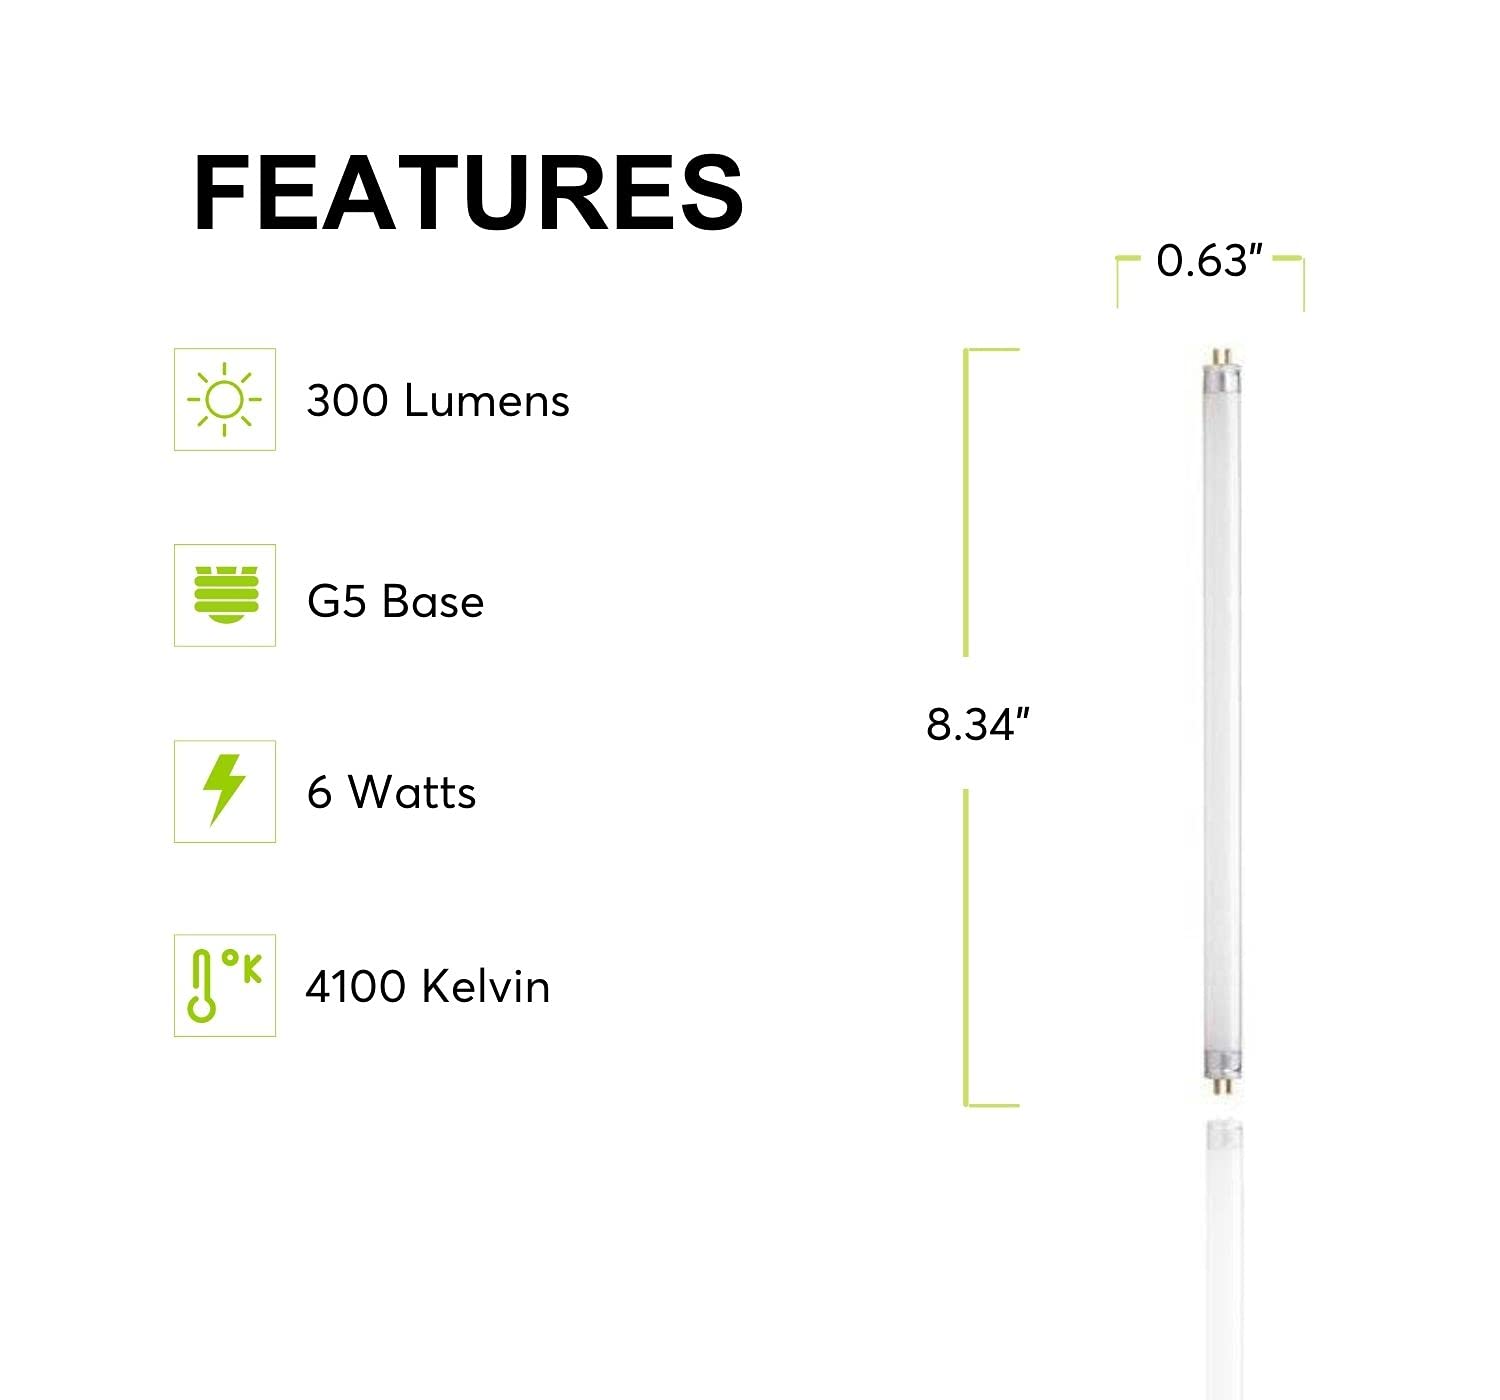 FEATURES
0.63"
300 Lumens
G5 Base
8.34"
6 Watts
°K
4100 Kelvin